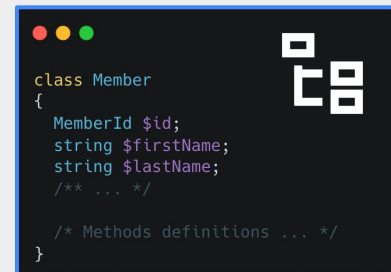 class Member
{
MemberId $id;
string $firstName;
string $lastName;
/** ... */
/* Methods definitions ... */
}